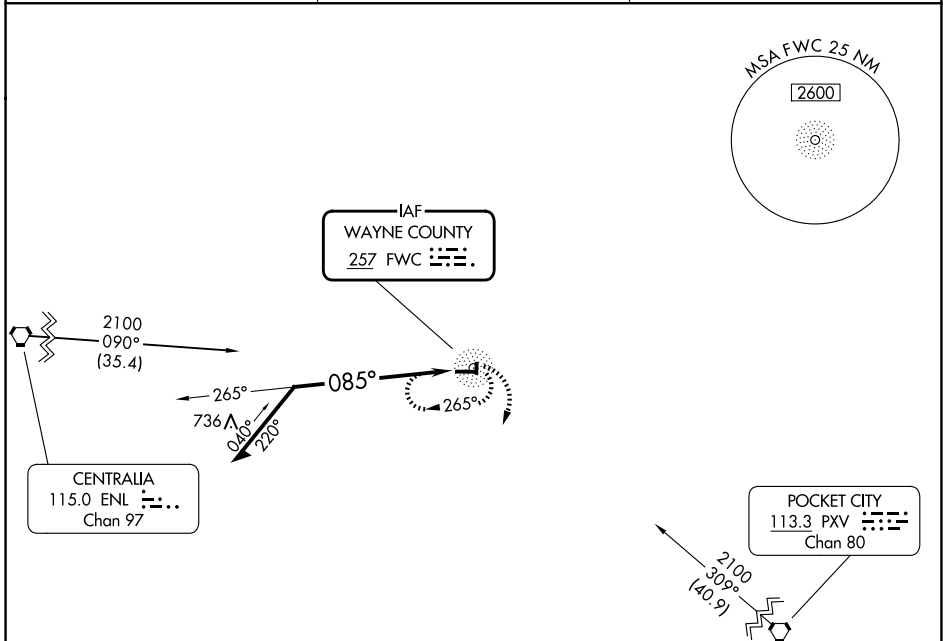 MSA FWC 25 NM
2600
IAF
WAYNE COUNTY
257 FWC
2100
090°
(35.4)
265°
085°
265°
736
040°
220°
CENTRALIA
115.0 ENL
Chan 97
POCKET CITY
113.3 PXV
Chan 80
2100
309°
(40.9)